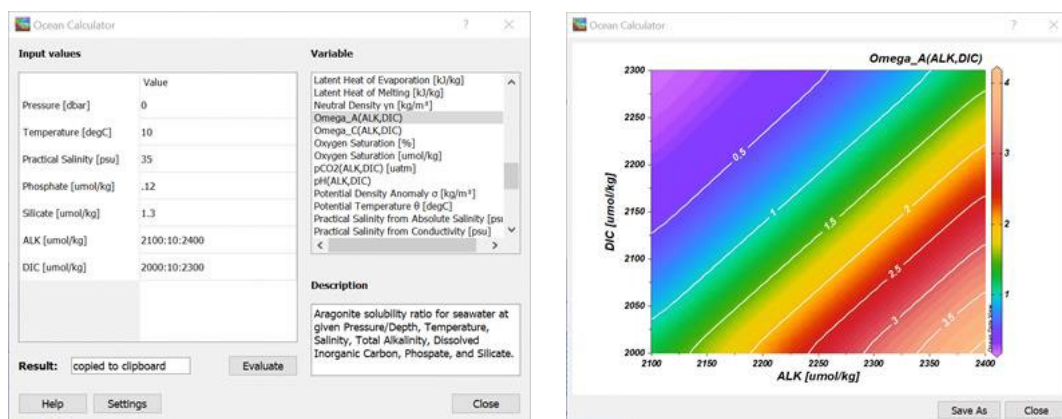 Ocean Calculator
Input values
Value
Pressure [dbar] 0
Temperature [degC] 10
Practical Salinity [psu] 35
Phosphate [umol/kg] .12
Silicate [umol/kg] 1.3
ALK [umol/kg] 2100:10:2400
DIC [umol/kg] 2000:10:2300
Result: copied to clipboard
Evaluate
Help
Settings
Variable
Latent Heat of Evaporation [kJ/kg]
Latent Heat of Melting [kJ/kg]
Neutral Density γn [kg/m³]
Omega_A(ALK,DIC)
Omega_C(ALK,DIC)
Oxygen Saturation [%]
Oxygen Saturation [umol/kg]
pCO2(ALK,DIC) [uatm]
pH(ALK,DIC)
Potential Density Anomaly σ [kg/m³]
Potential Temperature θ [degC]
Practical Salinity from Absolute Salinity [psu
Practical Salinity from Conductivity [psu]
Description
Aragonite solubility ratio for seawater at
given Pressure/Depth, Temperature,
Salinity, Total Alkalinity, Dissolved
Inorganic Carbon, Phospate, and Silicate.
Close
Ocean Calculator
Omega_A(ALK,DIC)
2300
2250
2200
2150
2100
2050
2000
DIC [umol/kg]
0.5
1
1.5
2
2.5
3
3.5
4
3
2
1
Ocean Data View
2100 2150 2200 2250 2300 2350 2400
ALK [umol/kg]
Save As
Close